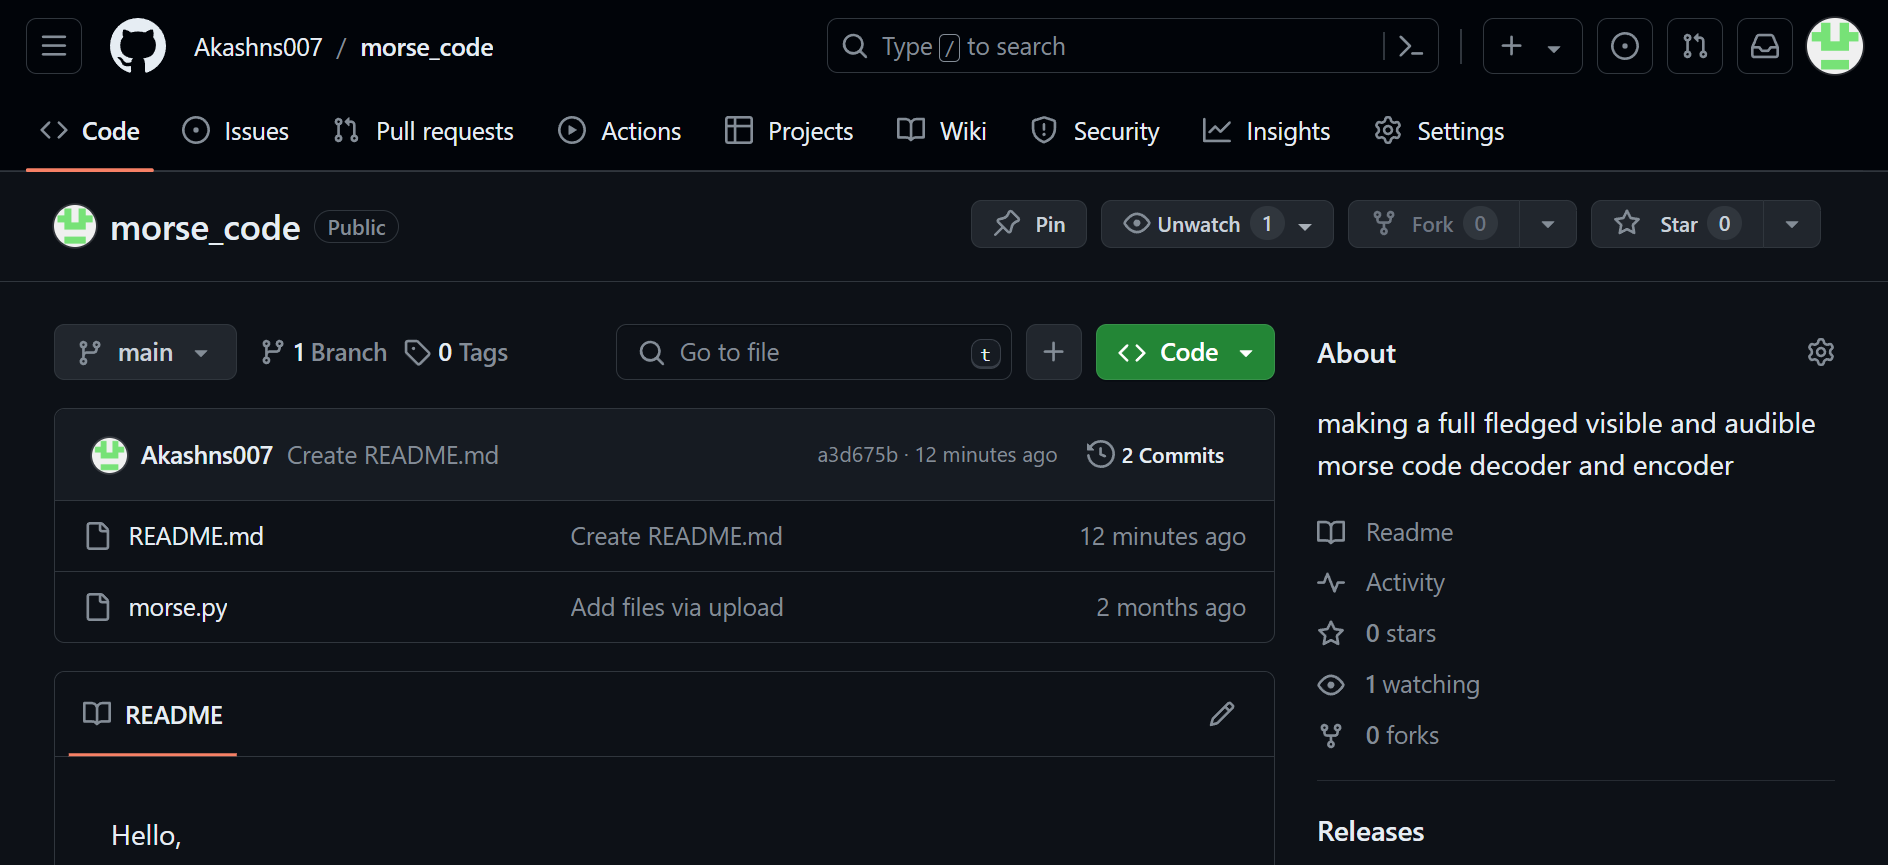 Akashns007 / morse_code
Type / to search
Code Issues Pull requests Actions Projects Wiki Security Insights Settings
morse_code Public
Pin Unwatch 1 Fork 0 Star 0
main 1 Branch 0 Tags Go to file t + Code
About
making a full fledged visible and audible
morse code decoder and encoder
Akashns007 Create README.md a3d675b · 12 minutes ago 2 Commits
README.md Create README.md 12 minutes ago
morse.py Add files via upload 2 months ago
Readme
Activity
0 stars
1 watching
0 forks
README
Hello,
Releases